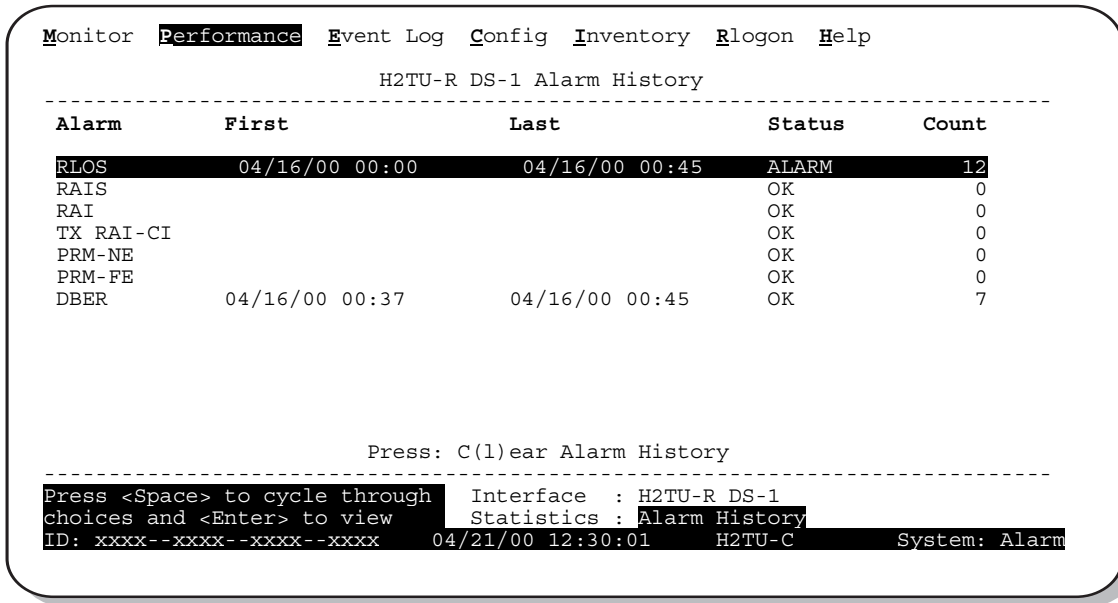 Monitor Performance Event Log Config Inventory Rlogon Help
H2TU-R DS-1 Alarm History
--------------------------------------------------------------------------------
Alarm First Last Status Count
RLOS 04/16/00 00:00 04/16/00 00:45 ALARM 12
RAIS OK 0
RAI OK 0
TX RAI-CI OK 0
PRM-NE OK 0
PRM-FE OK 0
DBER 04/16/00 00:37 04/16/00 00:45 OK 7
Press: C(l)ear Alarm History
--------------------------------------------------------------------------------
Press <Space> to cycle through Interface : H2TU-R DS-1
choices and <Enter> to view Statistics : Alarm History
ID: xxxx--xxxx--xxxx--xxxx 04/21/00 12:30:01 H2TU-C System: Alarm